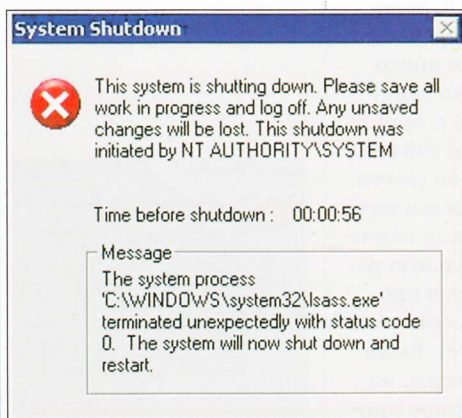 System Shutdown
This system is shutting down. Please save all
work in progress and log off. Any unsaved
changes will be lost. This shutdown was
initiated by NT AUTHORITY\SYSTEM
Time before shutdown : 00:00:56
Message
The system process
'C:\WINDOWS\system32\lsass.exe'
terminated unexpectedly with status code
0. The system will now shut down and
restart.